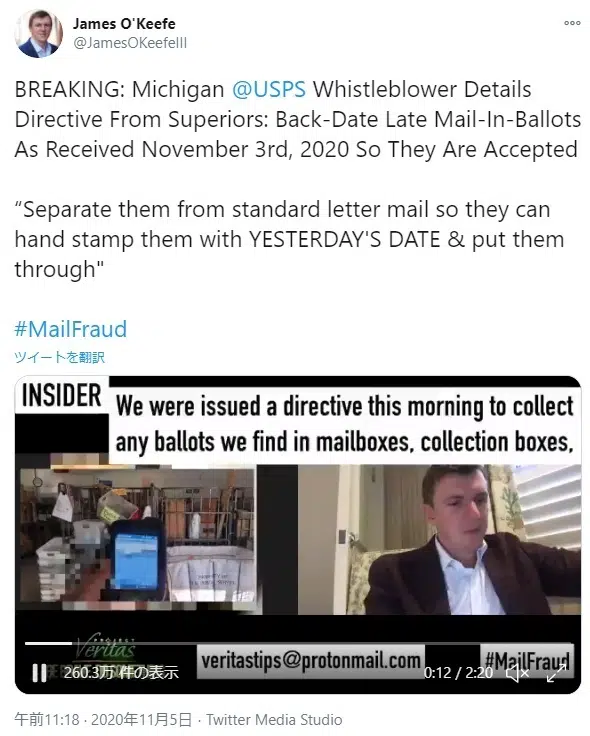 James O'Keefe
@JamesOKeefeIII
BREAKING: Michigan @USPS Whistleblower Details
Directive From Superiors: Back-Date Late Mail-In-Ballots
As Received November 3rd, 2020 So They Are Accepted
“Separate them from standard letter mail so they can
hand stamp them with YESTERDAY'S DATE & put them
through"
#MailFraud
ツイートを翻訳
INSIDER
We were issued a directive this morning to collect
any ballots we find in mailboxes, collection boxes,
PROJECT
Veritas
260.3万 件の表示
veritastips@protonmail.com
0:12 / 2:20
#MailFraud
午前11:18 · 2020年11月5日 · Twitter Media Studio